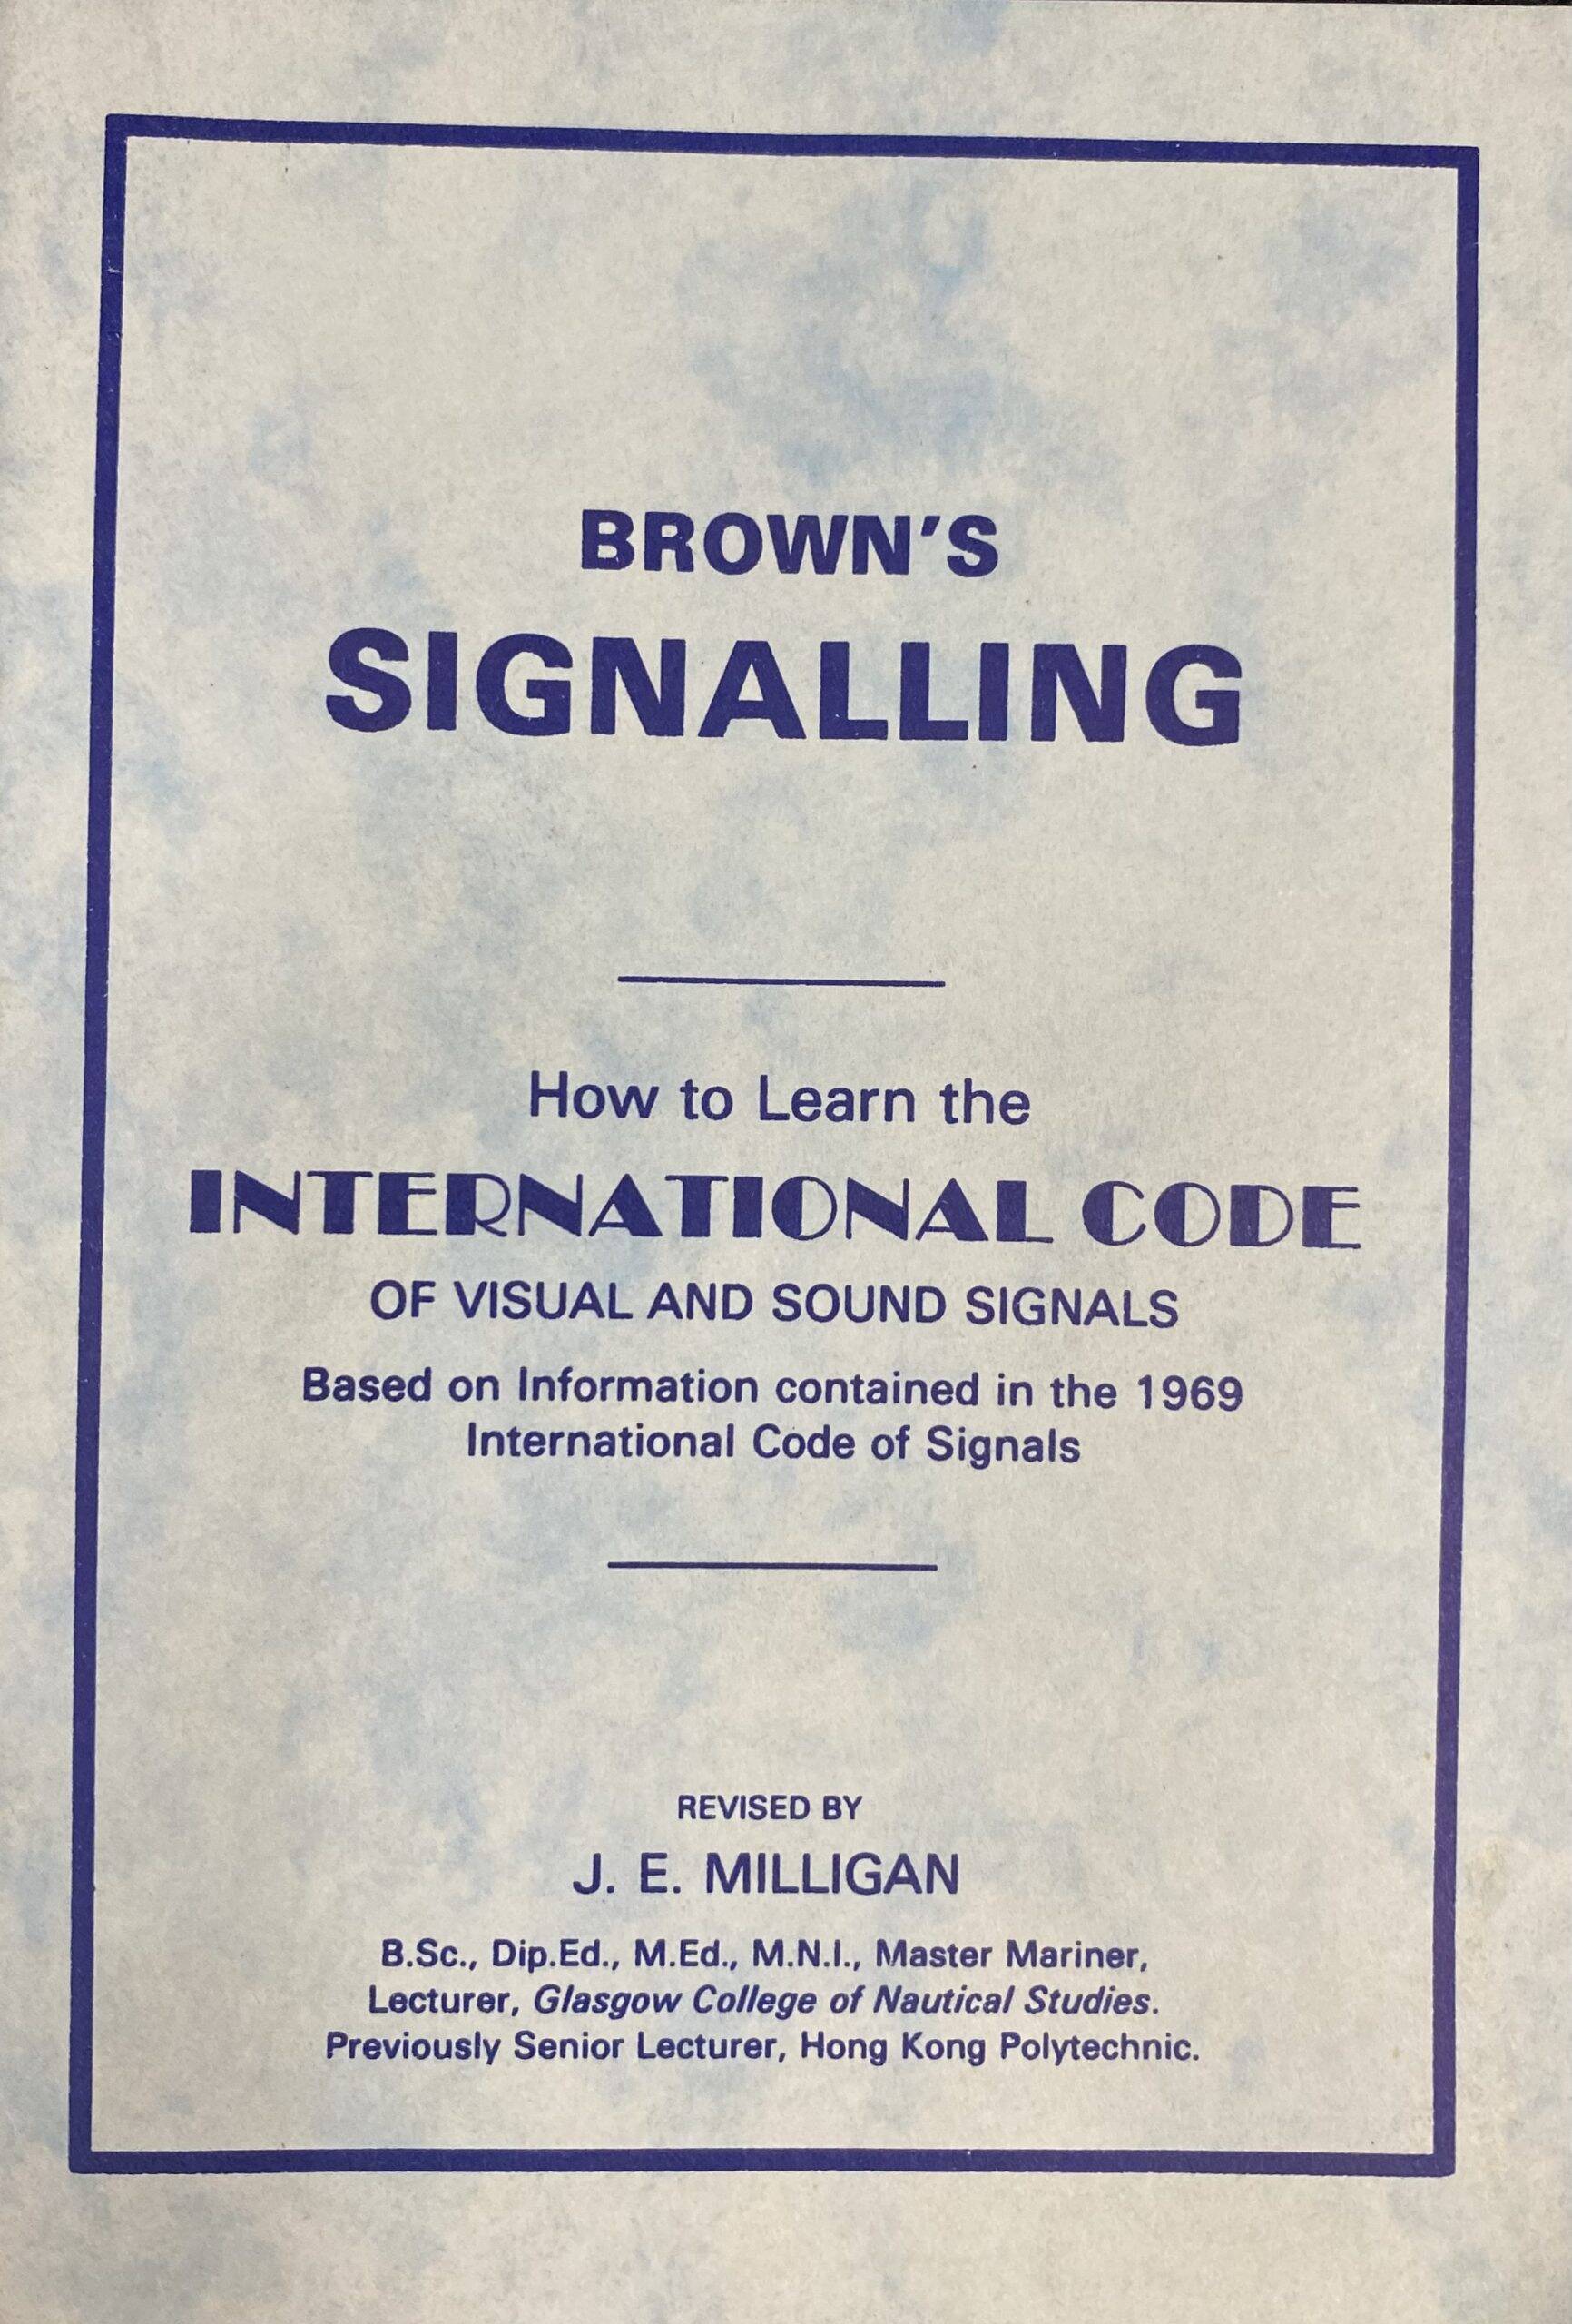 BROWN'S
SIGNALLING
How to Learn the
INTERNATIONAL CODE
OF VISUAL AND SOUND SIGNALS
Based on Information contained in the 1969
International Code of Signals
REVISED BY
J. E. MILLIGAN
B.Sc., Dip.Ed., M.Ed., M.N.I., Master Mariner,
Lecturer, Glasgow College of Nautical Studies.
Previously Senior Lecturer, Hong Kong Polytechnic.